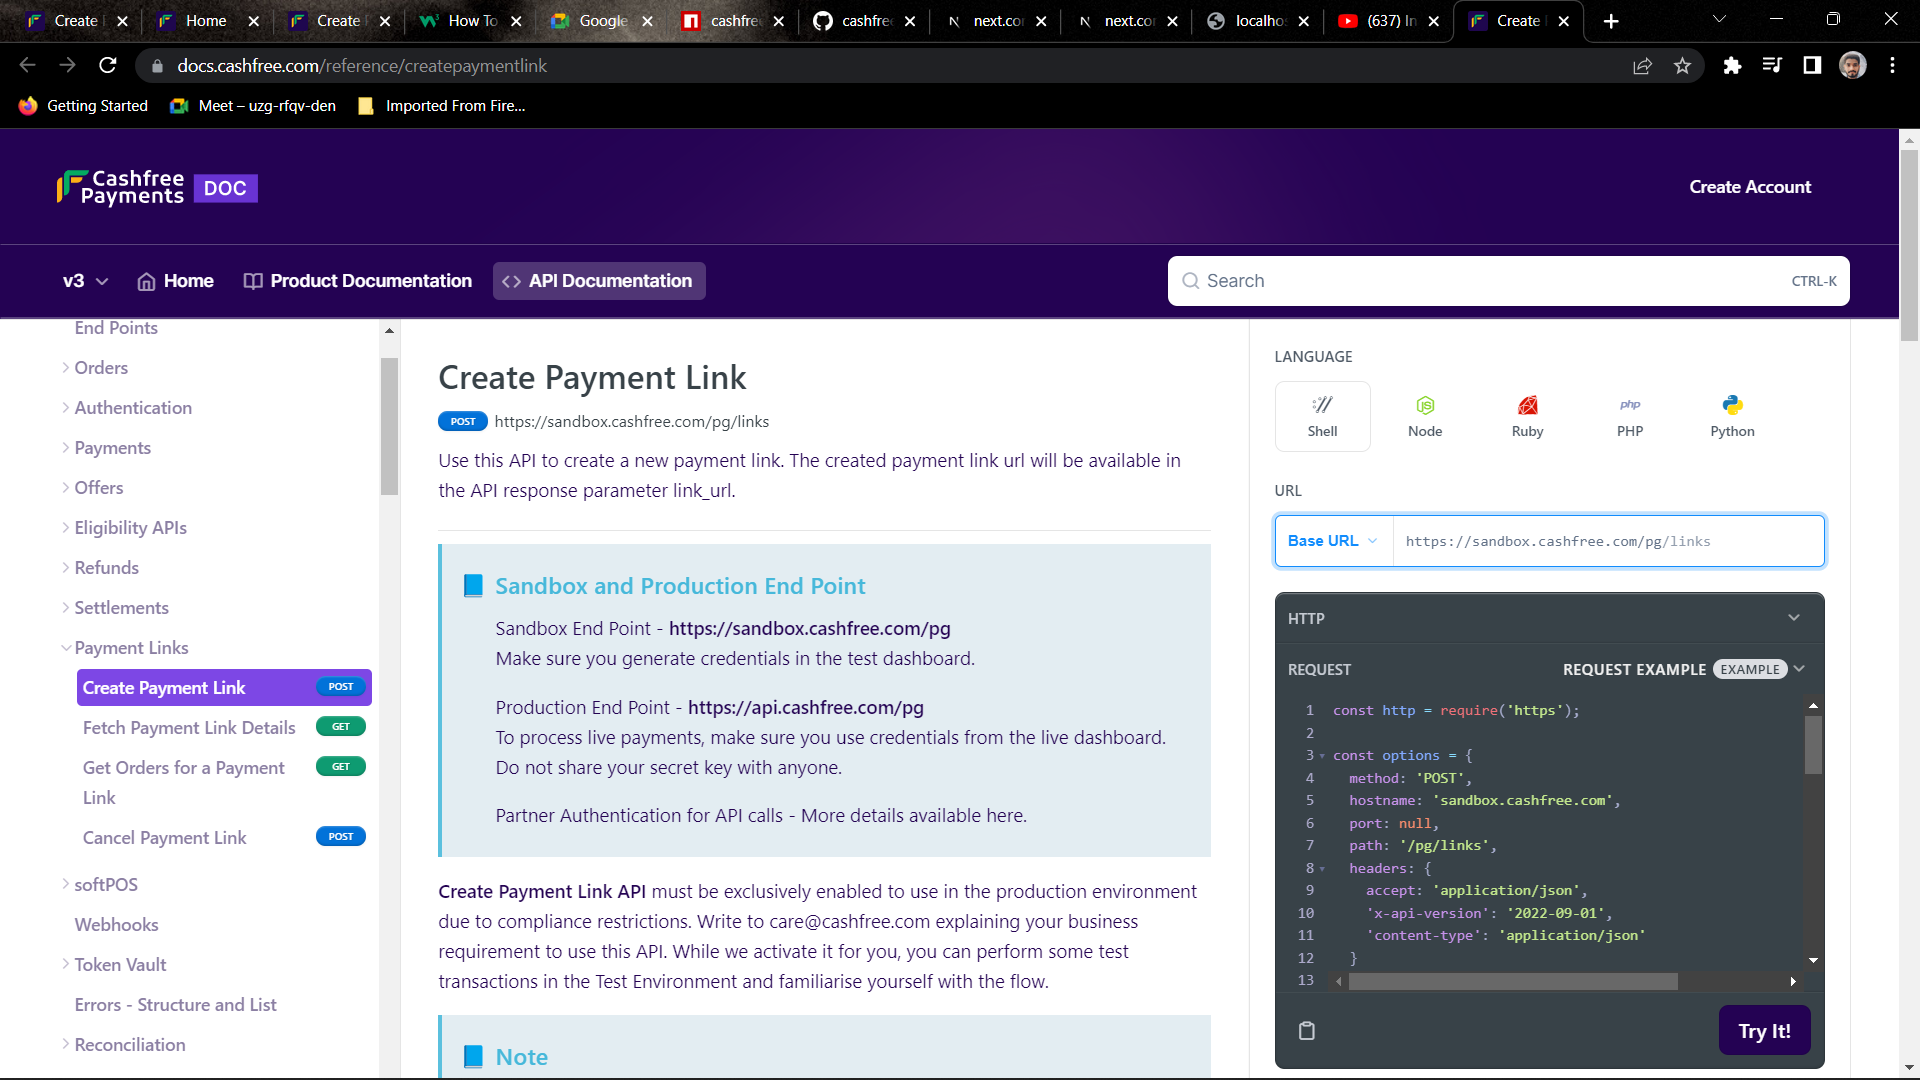 Create
Home
Create
How To
Google
cashfre
cashfre
next.co
next.co
localho
(637) In
Create
docs.cashfree.com/reference/createpaymentlink
Getting Started
Meet – uzg-rfqv-den
Imported From Fire...
Cashfree
Payments
DOC
Create Account
v3
Home
Product Documentation
<> API Documentation
Search
CTRL-K
End Points
Orders
Authentication
Payments
Offers
Eligibility APIs
Refunds
Settlements
Payment Links
Create Payment Link POST
Fetch Payment Link Details GET
Get Orders for a Payment GET
Link
Cancel Payment Link POST
softPOS
Webhooks
Token Vault
Errors - Structure and List
Reconciliation
Create Payment Link
POST https://sandbox.cashfree.com/pg/links
Use this API to create a new payment link. The created payment link url will be available in
the API response parameter link_url.
Sandbox and Production End Point
Sandbox End Point - https://sandbox.cashfree.com/pg
Make sure you generate credentials in the test dashboard.
Production End Point - https://api.cashfree.com/pg
To process live payments, make sure you use credentials from the live dashboard.
Do not share your secret key with anyone.
Partner Authentication for API calls - More details available here.
Create Payment Link API must be exclusively enabled to use in the production environment
due to compliance restrictions. Write to care@cashfree.com explaining your business
requirement to use this API. While we activate it for you, you can perform some test
transactions in the Test Environment and familiarise yourself with the flow.
Note
LANGUAGE
Shell
Node
Ruby
php
PHP
Python
URL
Base URL https://sandbox.cashfree.com/pg/links
HTTP
REQUEST REQUEST EXAMPLE EXAMPLE
1 const http = require('https');
2
3 const options = {
4 method: 'POST',
5 hostname: 'sandbox.cashfree.com',
6 port: null,
7 path: '/pg/links',
8 headers: {
9 accept: 'application/json',
10 'x-api-version': '2022-09-01',
11 'content-type': 'application/json'
12 }
13
Try It!